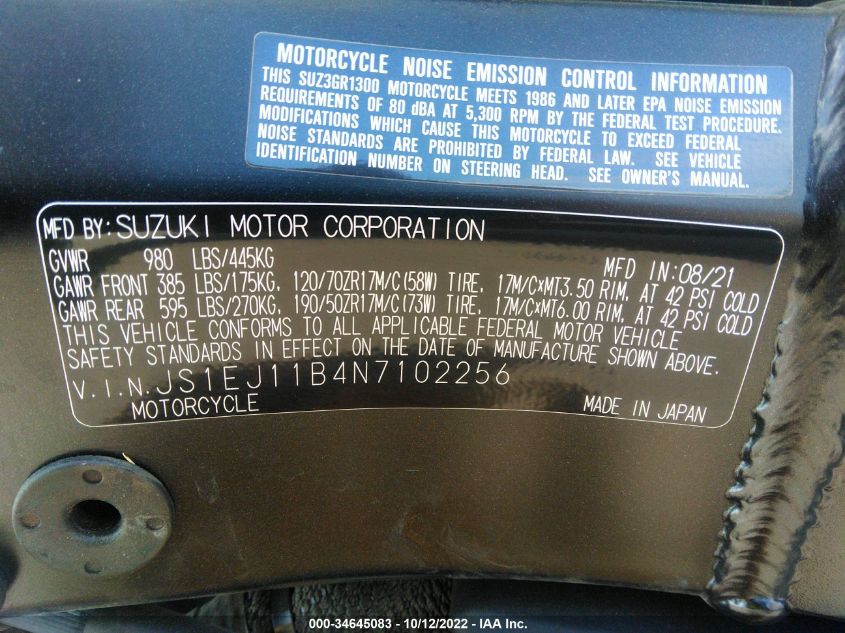 MOTORCYCLE NOISE EMISSION CONTROL INFORMATION
THIS SUZ3GR1300 MOTORCYCLE MEETS 1986 AND LATER EPA NOISE EMISSION
REQUIREMENTS OF 80 dBA AT 5,300 RPM BY THE FEDERAL TEST PROCEDURE.
MODIFICATIONS WHICH CAUSE THIS MOTORCYCLE TO EXCEED FEDERAL
NOISE STANDARDS ARE PROHIBITED BY FEDERAL LAW. SEE VEHICLE
IDENTIFICATION NUMBER ON STEERING HEAD. SEE OWNER'S MANUAL.
MFD BY: SUZUKI MOTOR CORPORATION
GVWR 980 LBS/445KG MFD IN: 08/21
GAWR FRONT 385 LBS/175KG, 120/70ZR17M/C(58W) TIRE, 17M/C×MT3.50 RIM, AT 42 PSI COLD
GAWR REAR 595 LBS/270KG, 190/50ZR17M/C(73W) TIRE, 17M/C×MT6.00 RIM, AT 42 PSI COLD
THIS VEHICLE CONFORMS TO ALL APPLICABLE FEDERAL MOTOR VEHICLE
SAFETY STANDARDS IN EFFECT ON THE DATE OF MANUFACTURE SHOWN ABOVE.
V.I.N. JS1EJ11B4N7102256
MOTORCYCLE MADE IN JAPAN
000-34645083 - 10/12/2022 - IAA Inc.